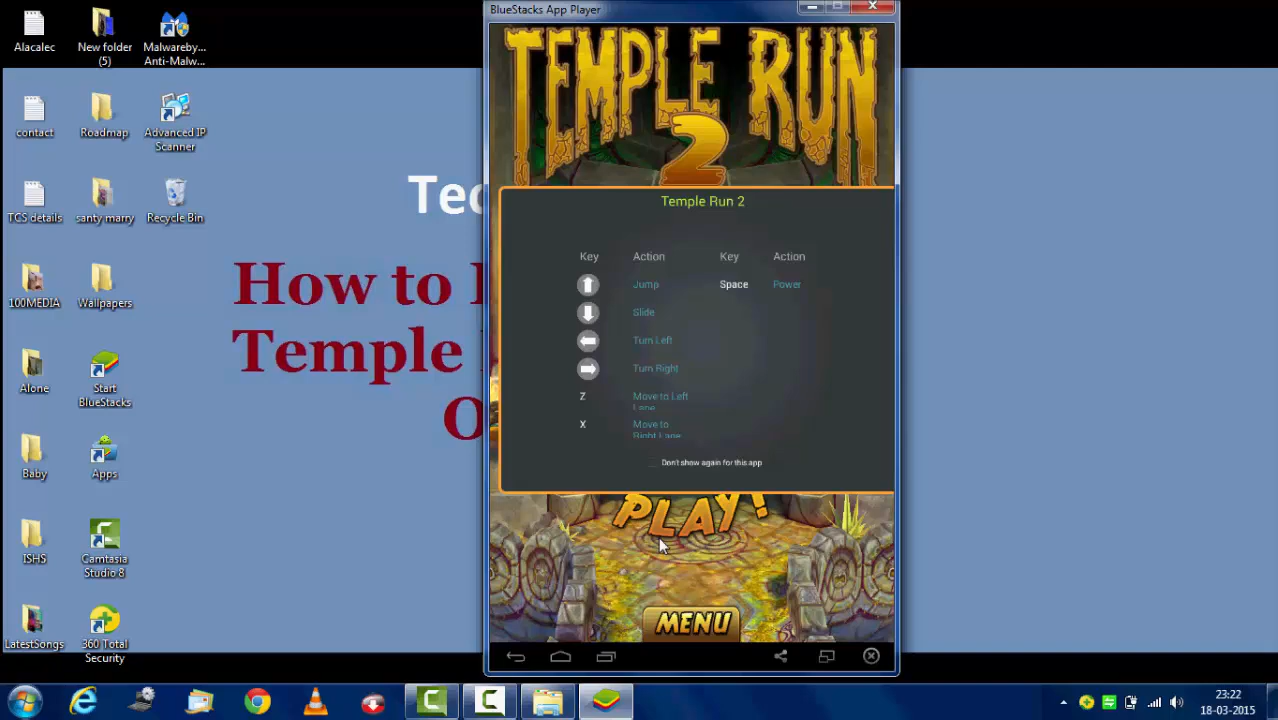 BlueStacks App Player
Alacalec
New folder
(5)
Malwareby...
Anti-Malw...
contact
Roadmap
Advanced IP
Scanner
TCS details
santy marry
Recycle Bin
100MEDIA
Wallpapers
Alone
Start
BlueStacks
Baby
Apps
ISHS
Camtasia
Studio 8
LatestSongs
360 Total
Security
Tec
How to
Temple
O
TEMPLE RUN
2
Temple Run 2
Key Action Key Action
Jump Space Power
Slide
Turn Left
Turn Right
Z Move to Left
Lane
X Move to
Right Lane
Don't show again for this app
PLAY!
MENU
23:22
18-03-2015